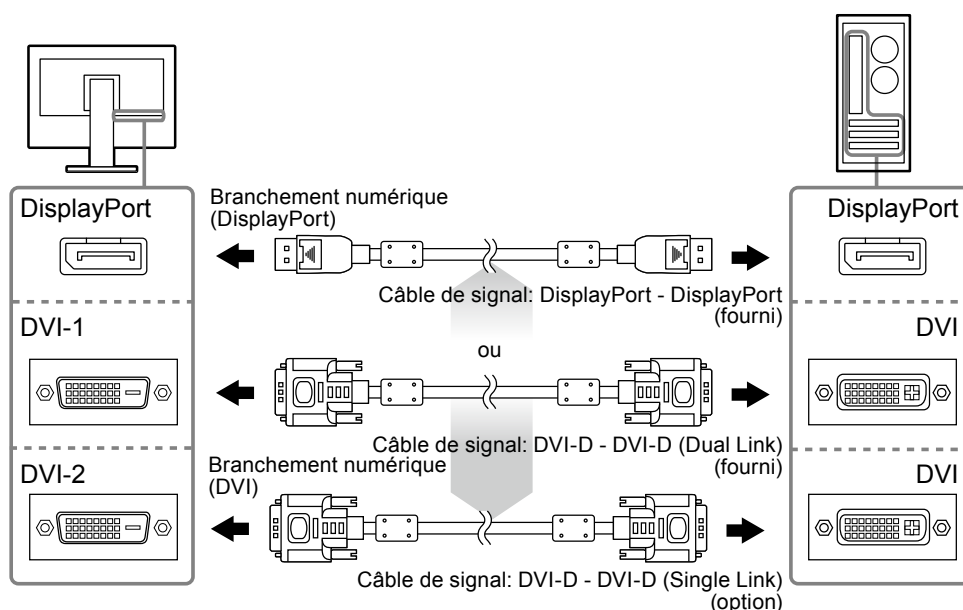 DisplayPort
Branchement numérique
(DisplayPort)
DisplayPort
Câble de signal: DisplayPort - DisplayPort
(fourni)
DVI-1
ou
DVI
Câble de signal: DVI-D - DVI-D (Dual Link)
(fourni)
DVI-2
Branchement numérique
(DVI)
DVI
Câble de signal: DVI-D - DVI-D (Single Link)
(option)